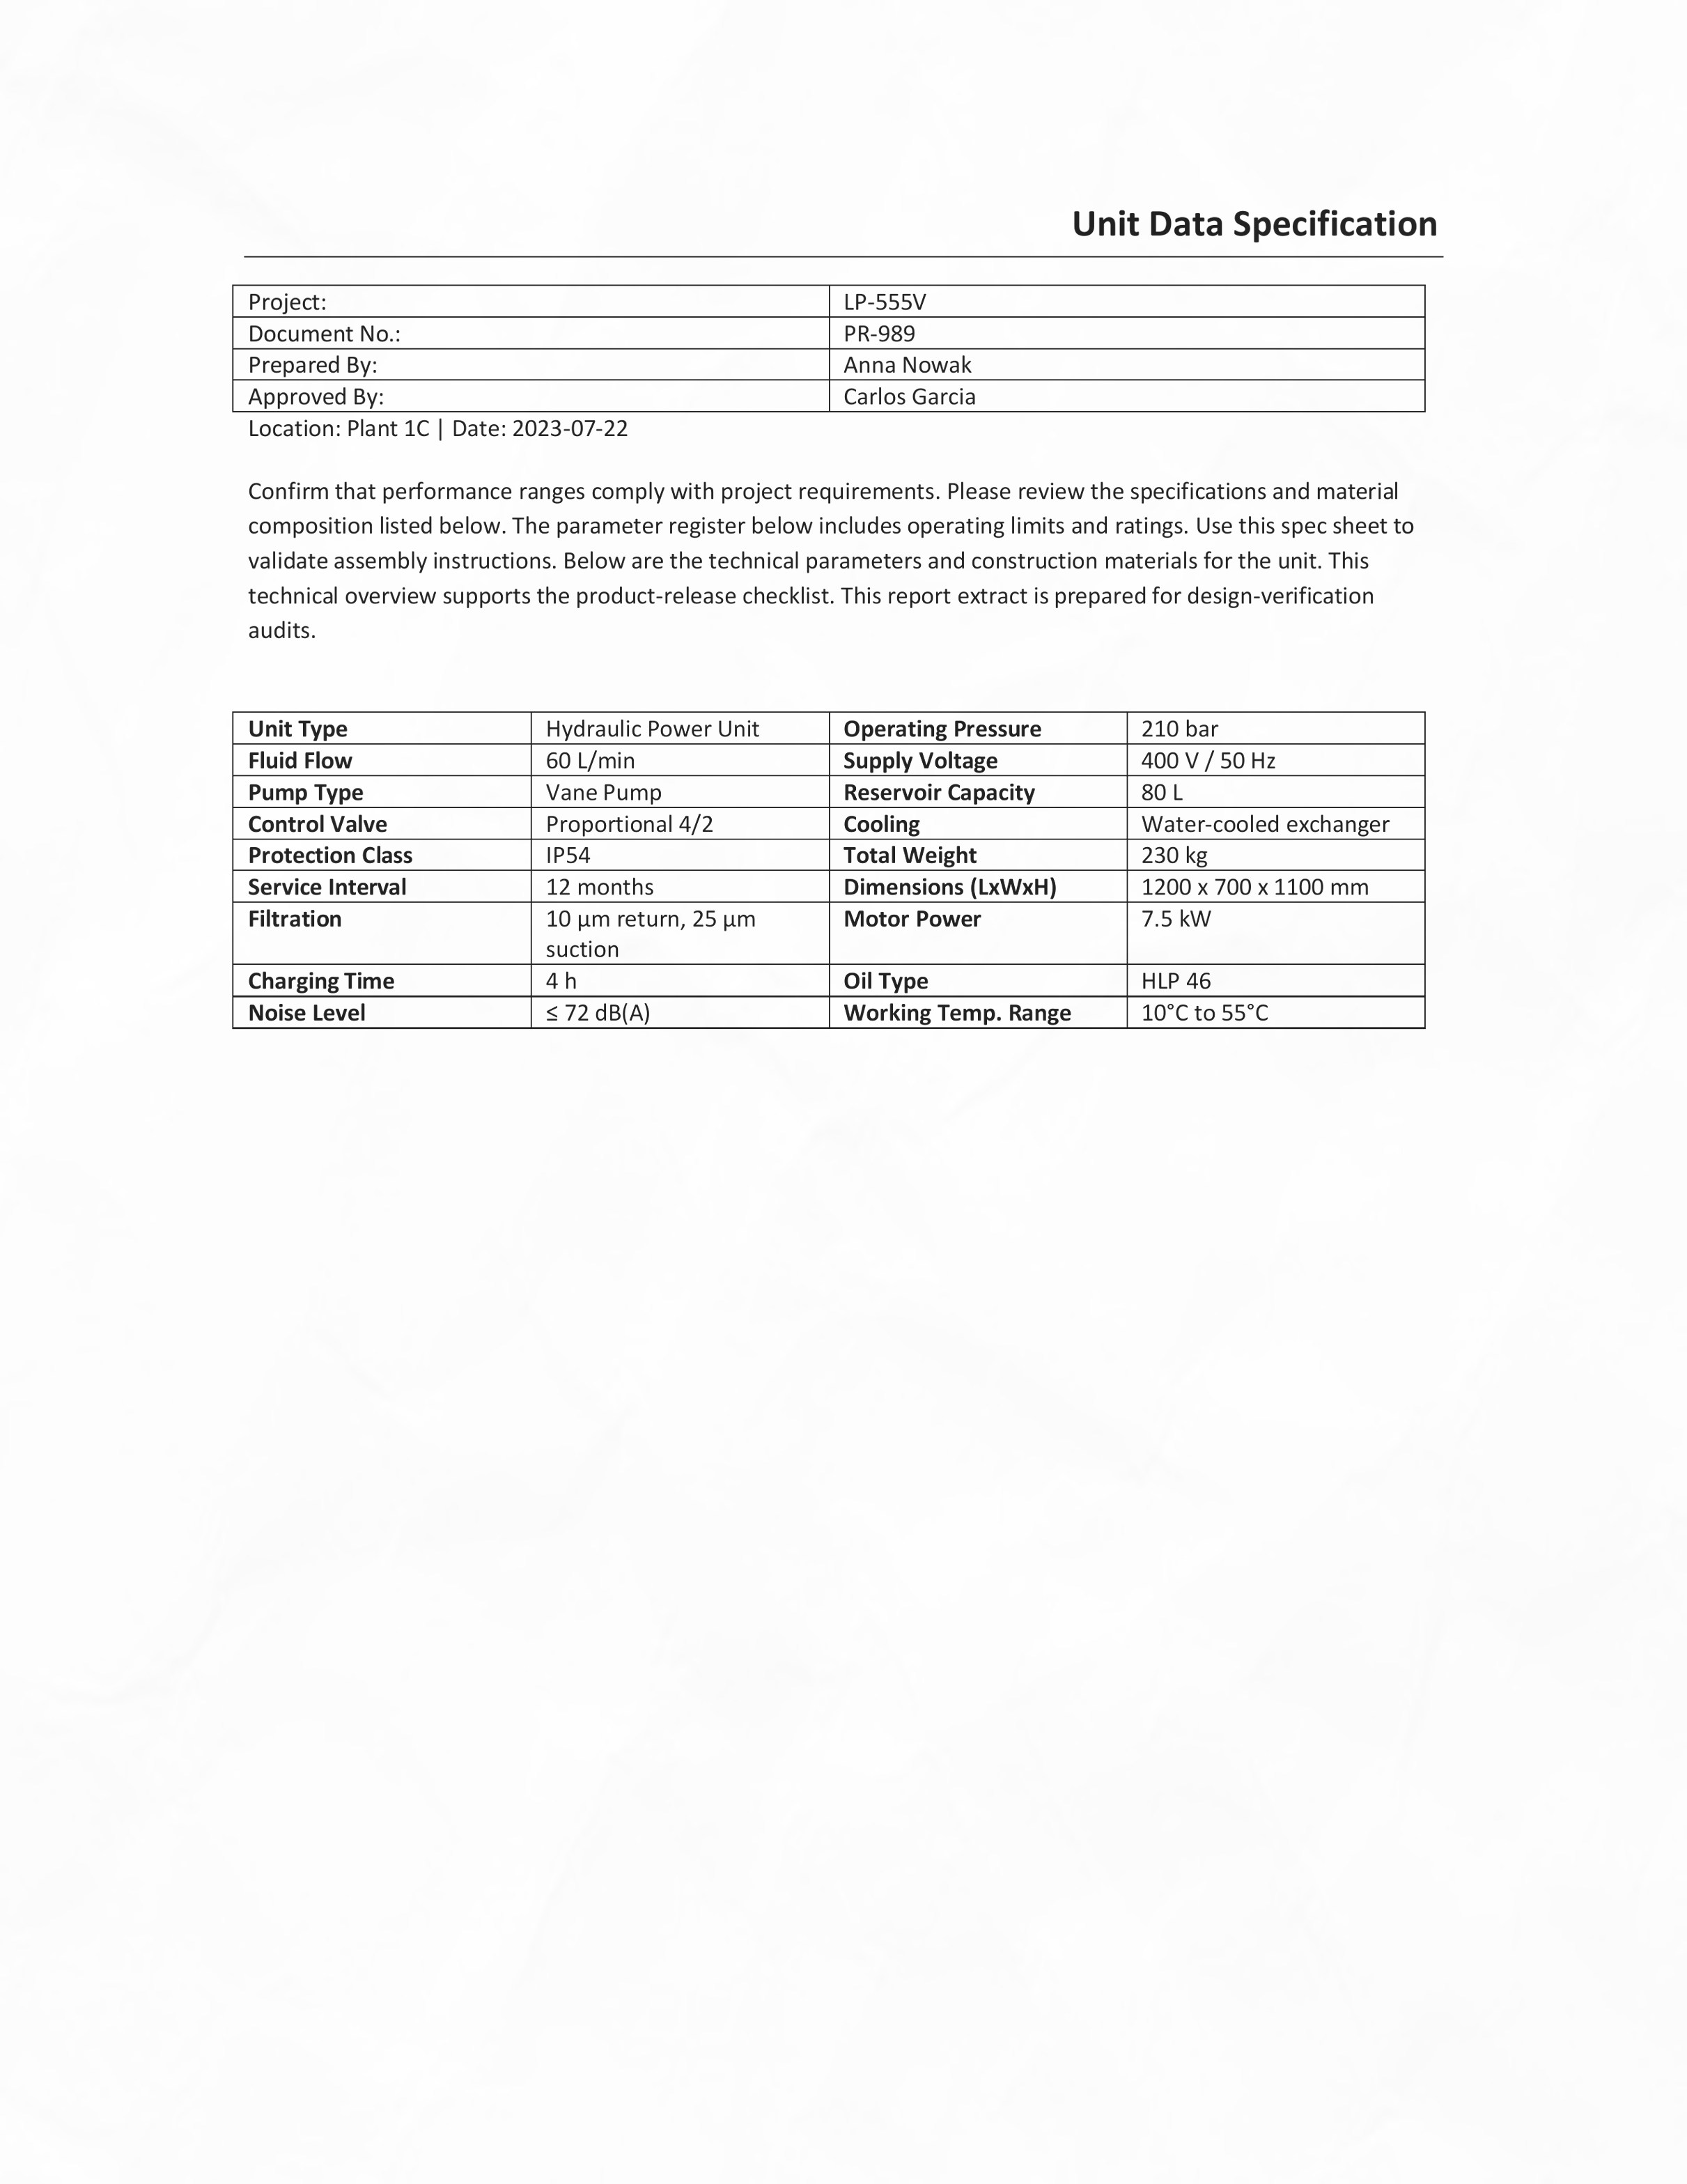 Unit Data Specification
Project: LP-555V
Document No.: PR-989
Prepared By: Anna Nowak
Approved By: Carlos Garcia
Location: Plant 1C | Date: 2023-07-22
Confirm that performance ranges comply with project requirements. Please review the specifications and material
composition listed below. The parameter register below includes operating limits and ratings. Use this spec sheet to
validate assembly instructions. Below are the technical parameters and construction materials for the unit. This
technical overview supports the product-release checklist. This report extract is prepared for design-verification
audits.
Unit Type Hydraulic Power Unit Operating Pressure 210 bar
Fluid Flow 60 L/min Supply Voltage 400 V / 50 Hz
Pump Type Vane Pump Reservoir Capacity 80 L
Control Valve Proportional 4/2 Cooling Water-cooled exchanger
Protection Class IP54 Total Weight 230 kg
Service Interval 12 months Dimensions (LxWxH) 1200 x 700 x 1100 mm
Filtration 10 µm return, 25 µm Motor Power 7.5 kW
suction
Charging Time 4 h Oil Type HLP 46
Noise Level ≤ 72 dB(A) Working Temp. Range 10°C to 55°C